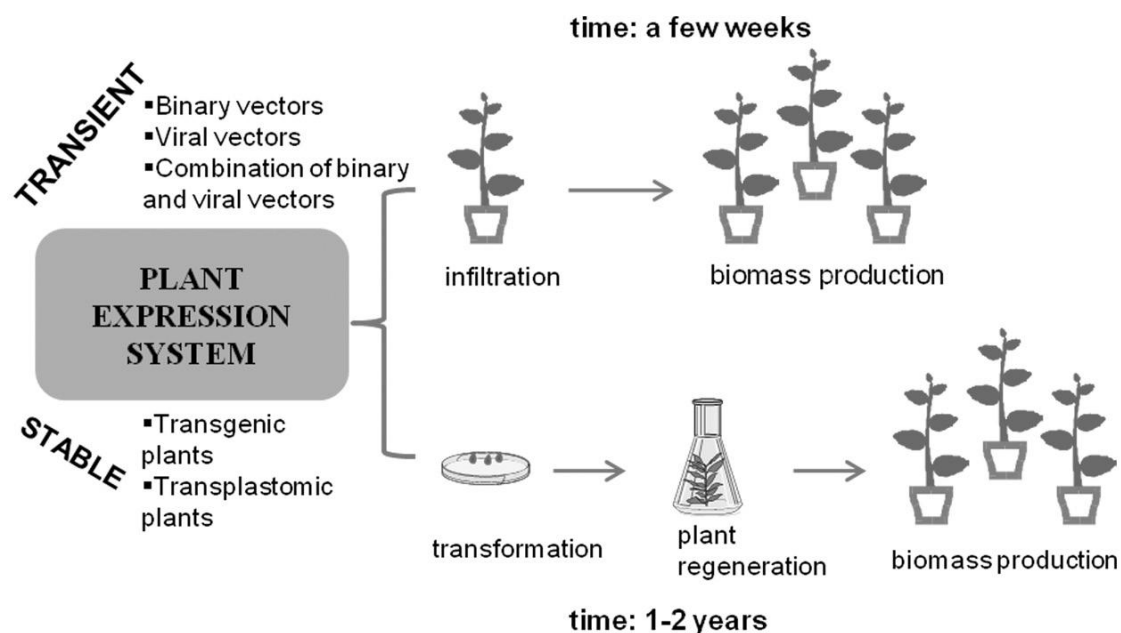 time: a few weeks
TRANSIENT
▪Binary vectors
▪Viral vectors
▪Combination of binary
and viral vectors
PLANT
EXPRESSION
SYSTEM
infiltration
biomass production
STABLE
▪Transgenic
plants
▪Transplastomic
plants
transformation
plant
regeneration
biomass production
time: 1-2 years